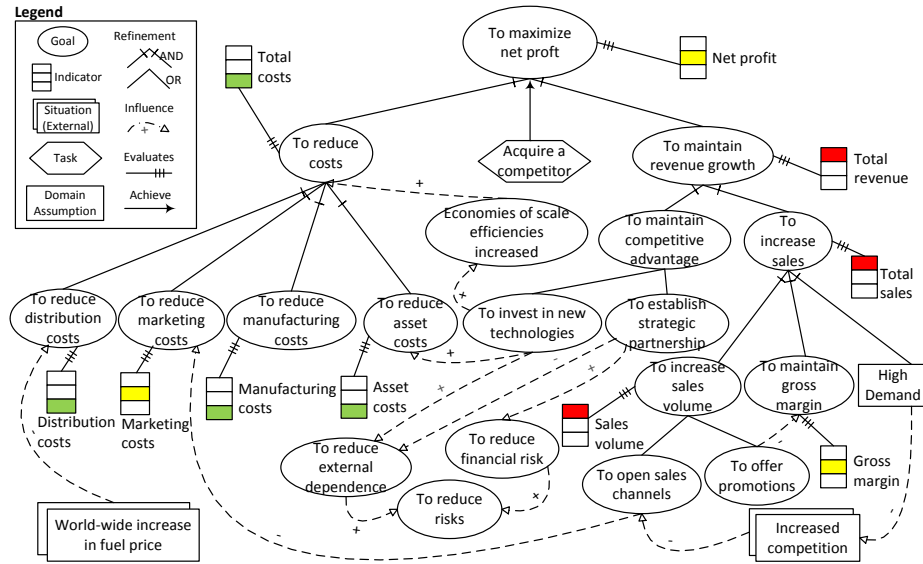 Legend
Goal
Refinement
AND
OR
Indicator
Situation
(External)
Influence
+
Task
Evaluates
Domain
Assumption
Achieve
Total
costs
To maximize
net proft
Net profit
To reduce
costs
Acquire a
competitor
To maintain
revenue growth
Total
revenue
+
Economies of scale
efficiencies
increased
To maintain
competitive
advantage
To
increase
sales
Total
sales
+
To reduce
distribution
costs
To reduce
marketing
costs
To reduce
manufacturing
costs
To reduce
asset
costs
To invest in new
technologies
To establish
strategic
partnership
+
+
+
Distribution
costs
Marketing
costs
Manufacturing
costs
Asset
costs
To increase
sales
volume
To maintain
gross
margin
High
Demand
Sales
volume
To reduce
external
dependence
To reduce
financial risk
To reduce
risks
+
+
To open sales
channels
To offer
promotions
Gross
margin
-
-
-
-
World-wide increase
in fuel price
Increased
competition